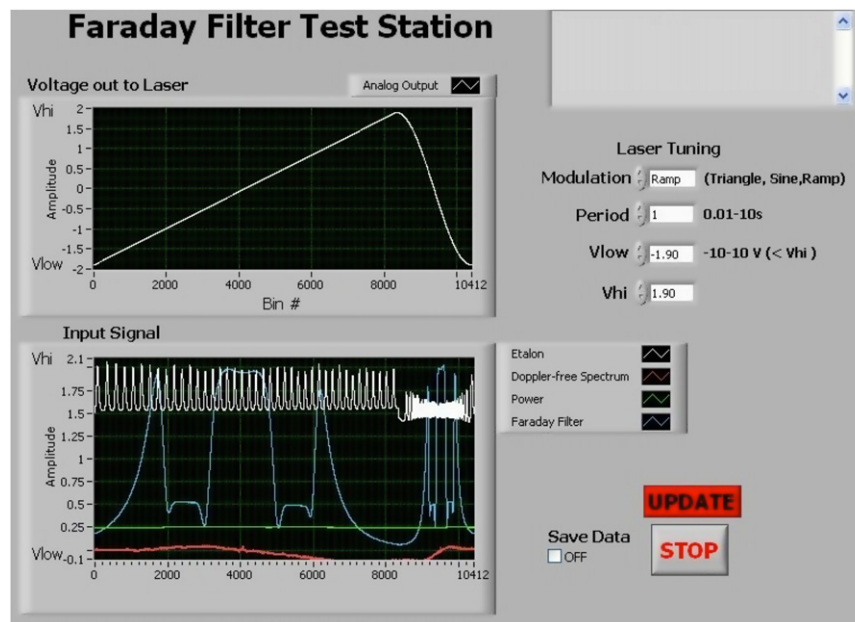 Faraday Filter Test Station
Voltage out to Laser
Analog Output
Vhi
2
1.5
1
0.5
0
-0.5
-1
-1.5
-2
Vlow
Amplitude
0 2000 4000 6000 8000 10412
Bin #
Laser Tuning
Modulation Ramp (Triangle, Sine,Ramp)
Period 1 0.01-10s
Vlow -1.90 -10-10 V (< Vhi )
Vhi 1.90
Input Signal
Vhi
2.1
1.75
1.5
1.25
1
0.75
0.5
0.25
-0.1
Vlow
Amplitude
0 2000 4000 6000 8000 10412
Etalon
Doppler-free Spectrum
Power
Faraday Filter
UPDATE
Save Data
OFF
STOP